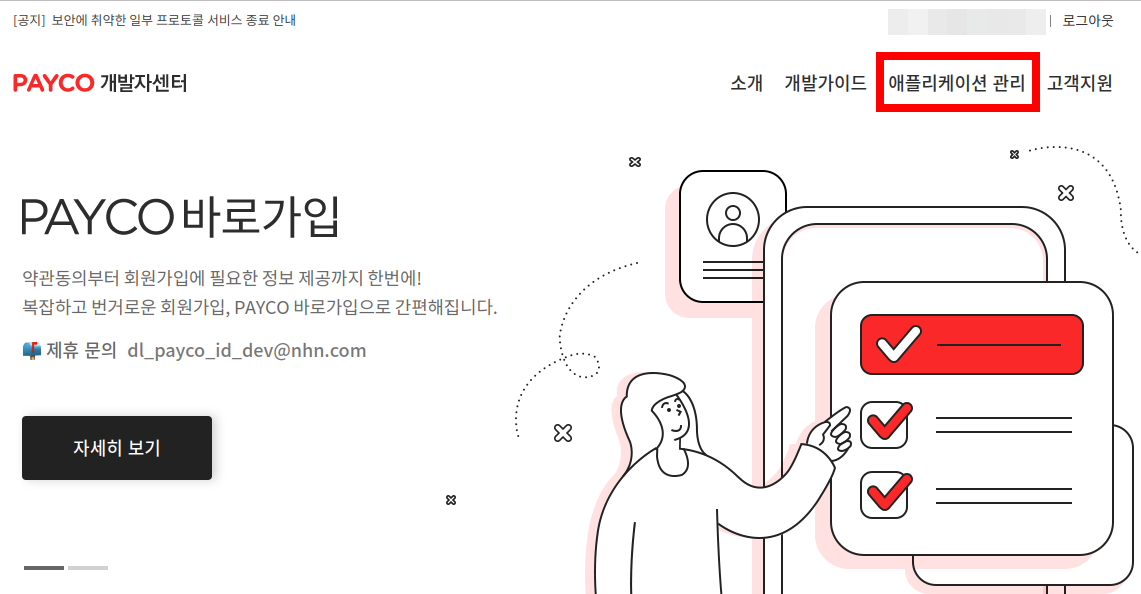 [공지] 보안에 취약한 일부 프로토콜 서비스 종료 안내
| 로그아웃
PAYCO 개발자센터
소개 개발가이드 애플리케이션 관리 고객지원
PAYCO 바로가입
약관동의부터 회원가입에 필요한 정보 제공까지 한번에!
복잡하고 번거로운 회원가입, PAYCO 바로가입으로 간편해집니다.
제휴 문의 dl_payco_id_dev@nhn.com
자세히 보기